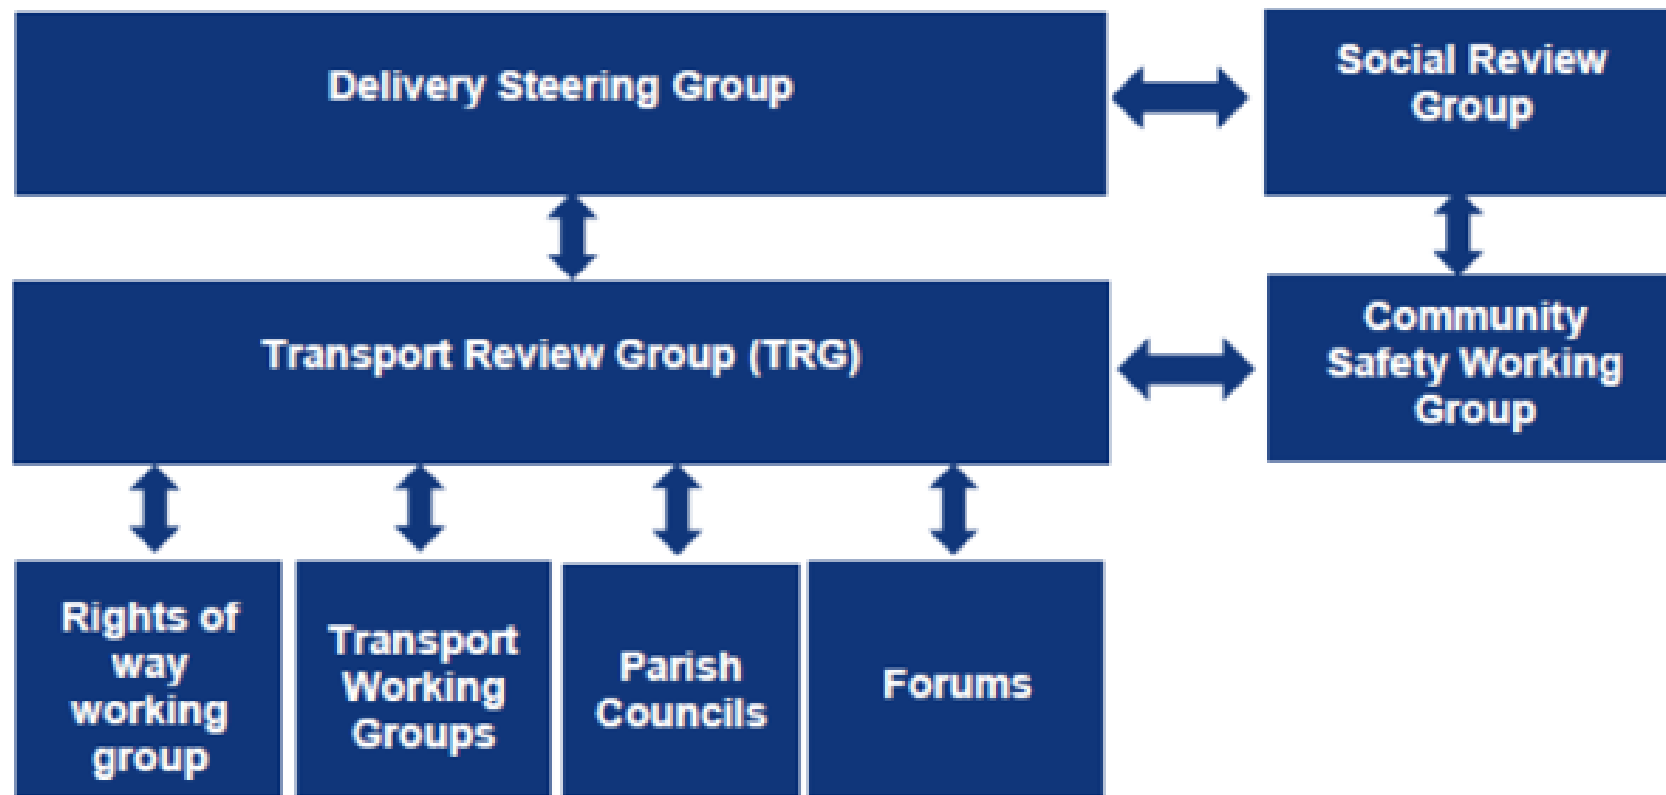 Delivery Steering Group
Social Review
Group
Transport Review Group (TRG)
Community
Safety Working
Group
Rights of
way
working
group
Transport
Working
Groups
Parish
Councils
Forums